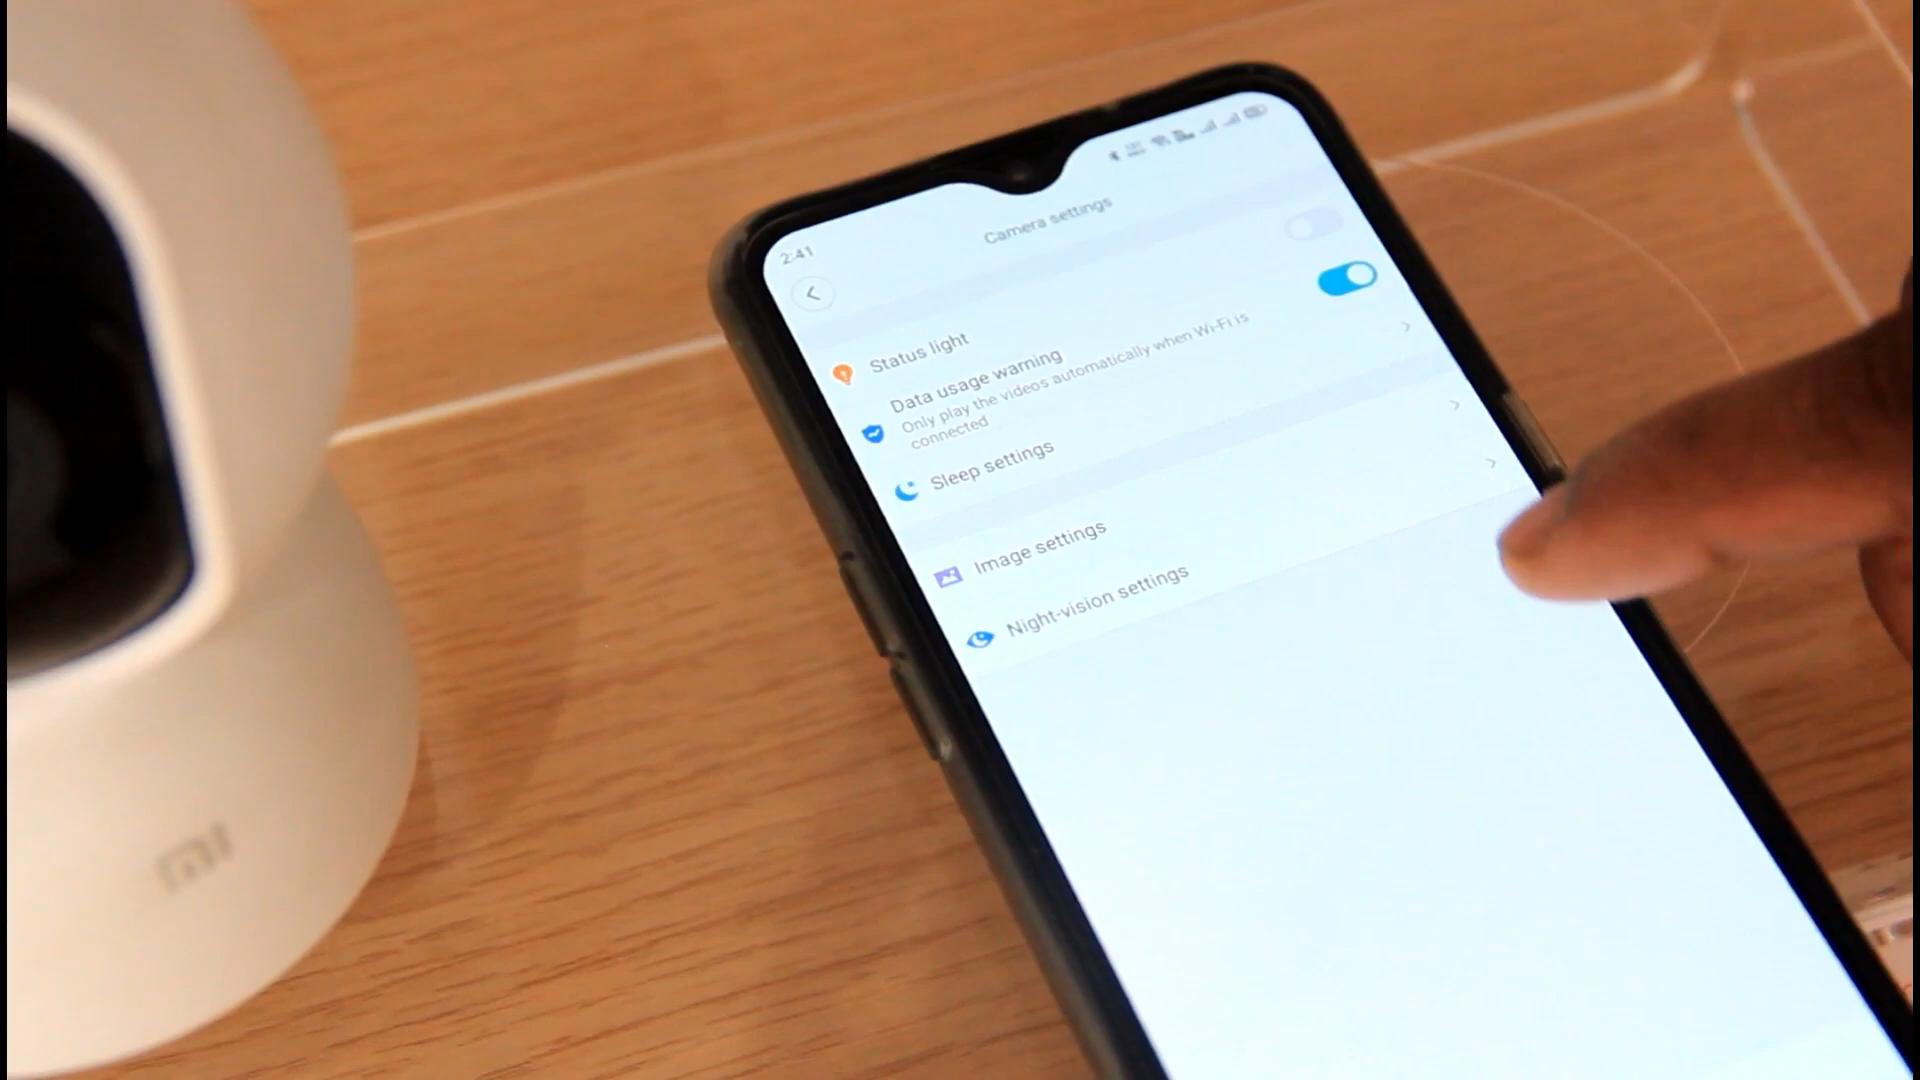 2:41
Camera settings
Status light
Data usage warning
Only play the videos automatically when Wi-Fi is
connected
Sleep settings
Image settings
Night-vision settings
mi